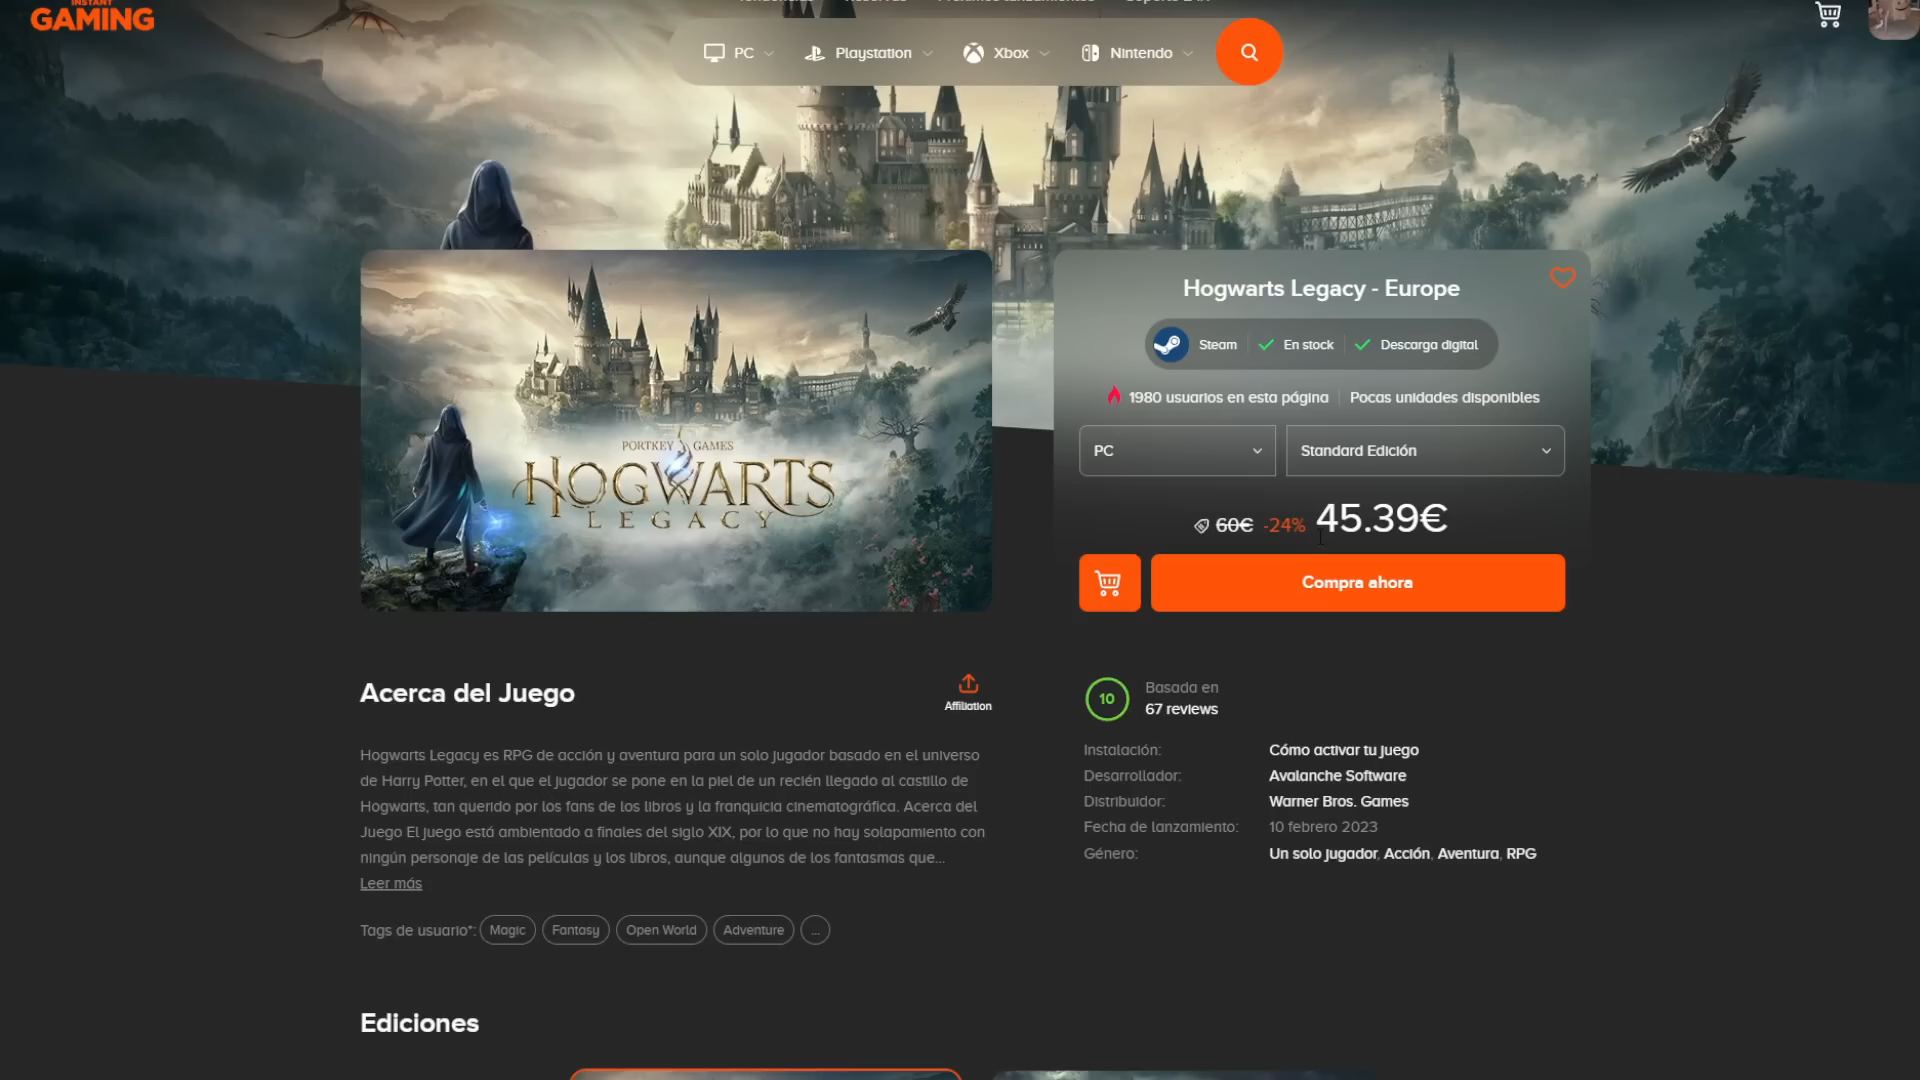 INSTANT
GAMING
PC
Playstation
Xbox
Nintendo
PORTKEY GAMES
HOGWARTS
LEGACY
Hogwarts Legacy - Europe
Steam
En stock
Descarga digital
1980 usuarios en esta página
Pocas unidades disponibles
PC
Standard Edición
60€ -24% 45.39€
Compra ahora
Acerca del Juego
Affiliation
Hogwarts Legacy es RPG de acción y aventura para un solo jugador basado en el universo
de Harry Potter, en el que el jugador se pone en la piel de un recién llegado al castillo de
Hogwarts, tan querido por los fans de los libros y la franquicia cinematográfica. Acerca del
Juego El juego está ambientado a finales del siglo XIX, por lo que no hay solapamiento con
ningún personaje de las películas y los libros, aunque algunos de los fantasmas que...
Leer más
Tags de usuario*: Magic Fantasy Open World Adventure ...
10
Basada en
67 reviews
Instalación: Cómo activar tu juego
Desarrollador: Avalanche Software
Distribuidor: Warner Bros. Games
Fecha de lanzamiento: 10 febrero 2023
Género: Un solo jugador, Acción, Aventura, RPG
Ediciones